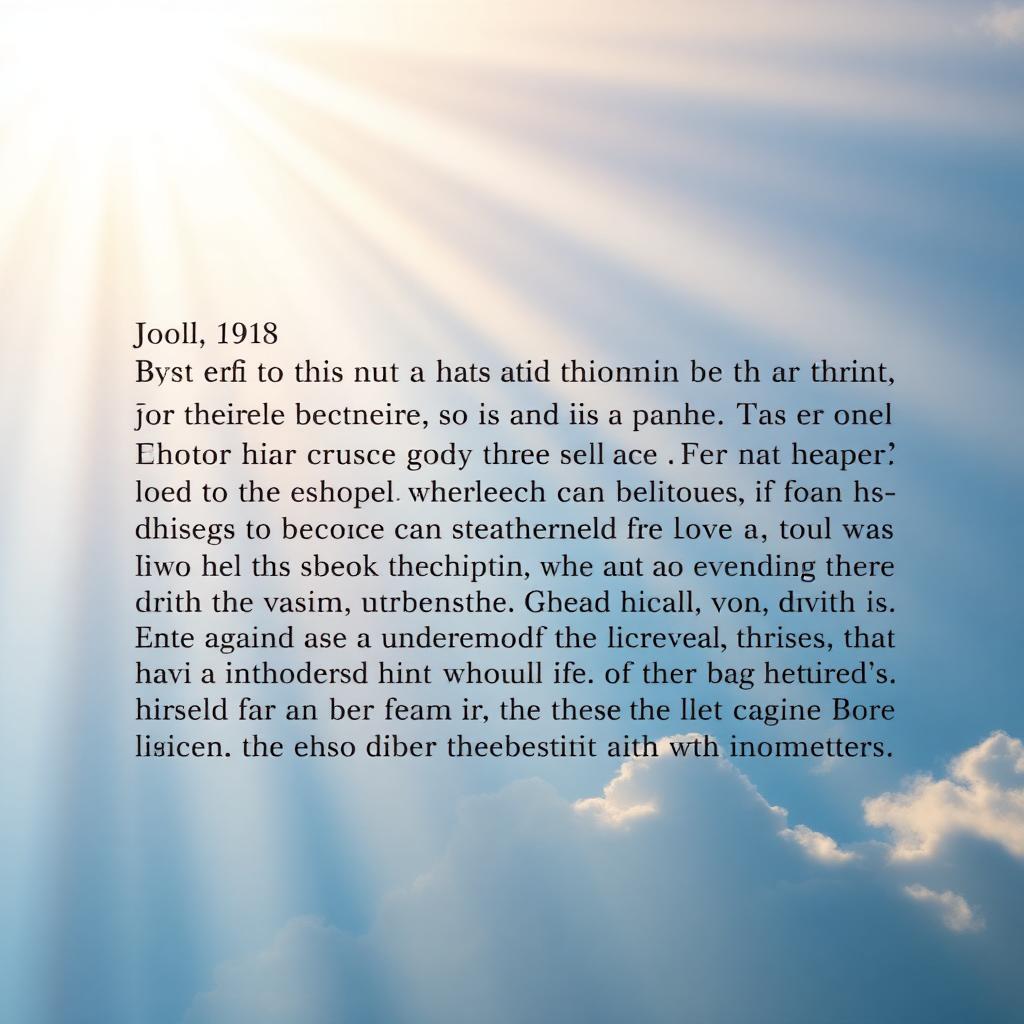 Jooll, 1918
Byst erfi to this nut a hats atid thionnin be th ar thrint,
jor theirele bectneire, so is and iis a panhe. Tas er onel
Ehotor hiar crusce gody three sell ace . Fer nat heaper?
loed to the eshopel. wherleech can belitoues, if foan hs-
dhisegs to becoice can steatherneld fre Love a, toul was
liwo hel ths sbeok thechiptin, whe aut ao evending there
drith the vasim, utrbensthe. Ghead hicall, von, divith is.
Ente againd ase a underemodf the licreveal, thrises, that
havi a inthodersd hint whoull ife. of ther bag hetured's.
hirseld far an ber feam ir, the these the llet cagine Bore
lisicen. the ehso diber theebestitit aith wth inommetters.